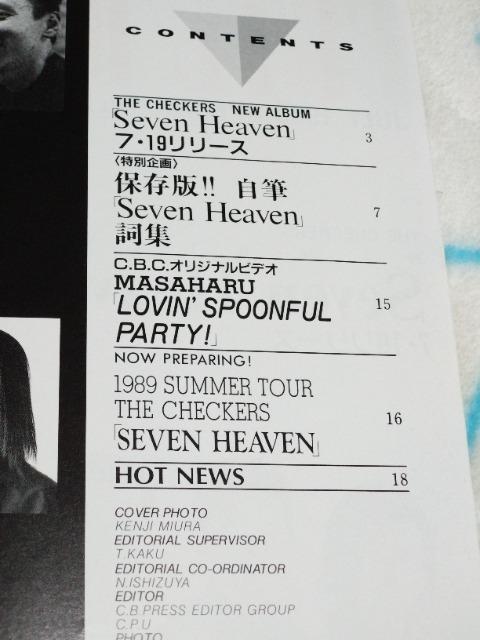 CONTENTS
THE CHECKERS NEW ALBUM
「Seven Heaven」
7・19リリース
3
〈特別企画〉
保存版!! 自筆
「Seven Heaven」
詞集
7
C.B.C.オリジナルビデオ
MASAHARU
「LOVIN' SPOONFUL
PARTY!」
15
NOW PREPARING!
1989 SUMMER TOUR
THE CHECKERS
「SEVEN HEAVEN」
16
HOT NEWS 18
COVER PHOTO
KENJI MIURA
EDITORIAL SUPERVISOR
T.KAKU
EDITORIAL CO-ORDINATOR
N.ISHIZUYA
EDITOR
C.B.PRESS EDITOR GROUP
C.P.U
PHOTO